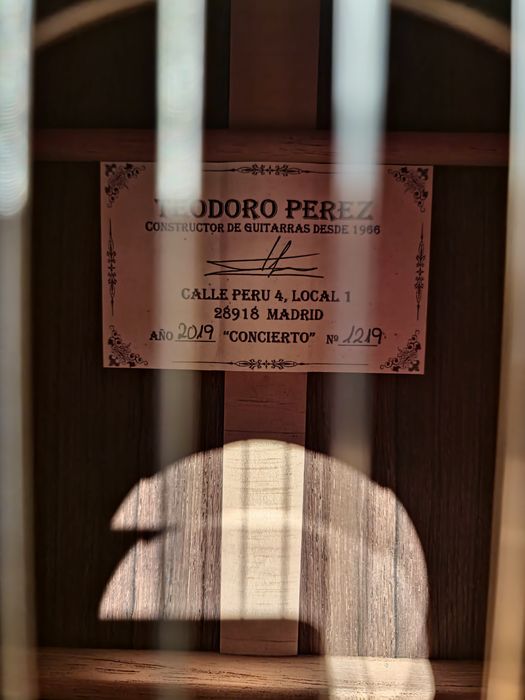 TEODORO PEREZ
CONSTRUCTOR DE GUITARRAS DESDE 1966
CALLE PERU 4, LOCAL 1
28918 MADRID
AÑO 2019 "CONCIERTO" Nº 1219